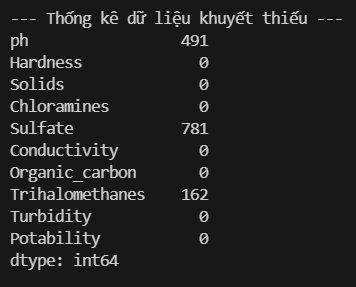 --- Thống kê dữ liệu khuyết thiếu ---
ph                 491
Hardness             0
Solids               0
Chloramines          0
Sulfate            781
Conductivity         0
Organic_carbon       0
Trihalomethanes    162
Turbidity            0
Potability           0
dtype: int64